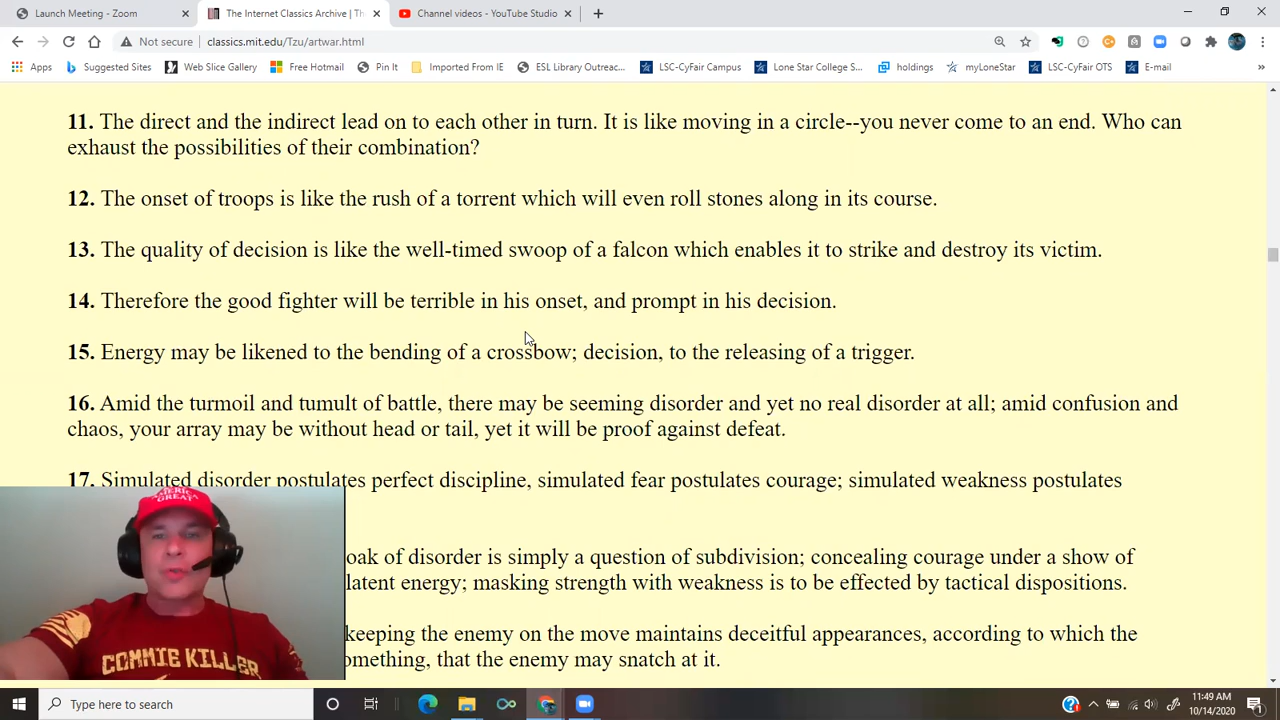 Launch Meeting - Zoom
The Internet Classics Archive | Th
Channel videos - YouTube Studio
Not secure
classics.mit.edu/Tzu/artwar.html
Apps
Suggested Sites
Web Slice Gallery
Free Hotmail
Pin It
Imported From IE
ESL Library Outreac...
LSC-CyFair Campus
Lone Star College S...
holdings
myLoneStar
LSC-CyFair OTS
E-mail
»
11. The direct and the indirect lead on to each other in turn. It is like moving in a circle--you never come to an end. Who can
exhaust the possibilities of their combination?
12. The onset of troops is like the rush of a torrent which will even roll stones along in its course.
13. The quality of decision is like the well-timed swoop of a falcon which enables it to strike and destroy its victim.
14. Therefore the good fighter will be terrible in his onset, and prompt in his decision.
15. Energy may be likened to the bending of a crossbow; decision, to the releasing of a trigger.
16. Amid the turmoil and tumult of battle, there may be seeming disorder and yet no real disorder at all; amid confusion and
chaos, your array may be without head or tail, yet it will be proof against defeat.
17. Simulated disorder postulates perfect discipline, simulated fear postulates courage; simulated weakness postulates
oak of disorder is simply a question of subdivision; concealing courage under a show of
latent energy; masking strength with weakness is to be effected by tactical dispositions.
keeping the enemy on the move maintains deceitful appearances, according to which the
omething, that the enemy may snatch at it.
AMERICA
GREAT
COMMIE KILLER
Type here to search
11:49 AM
10/14/2020